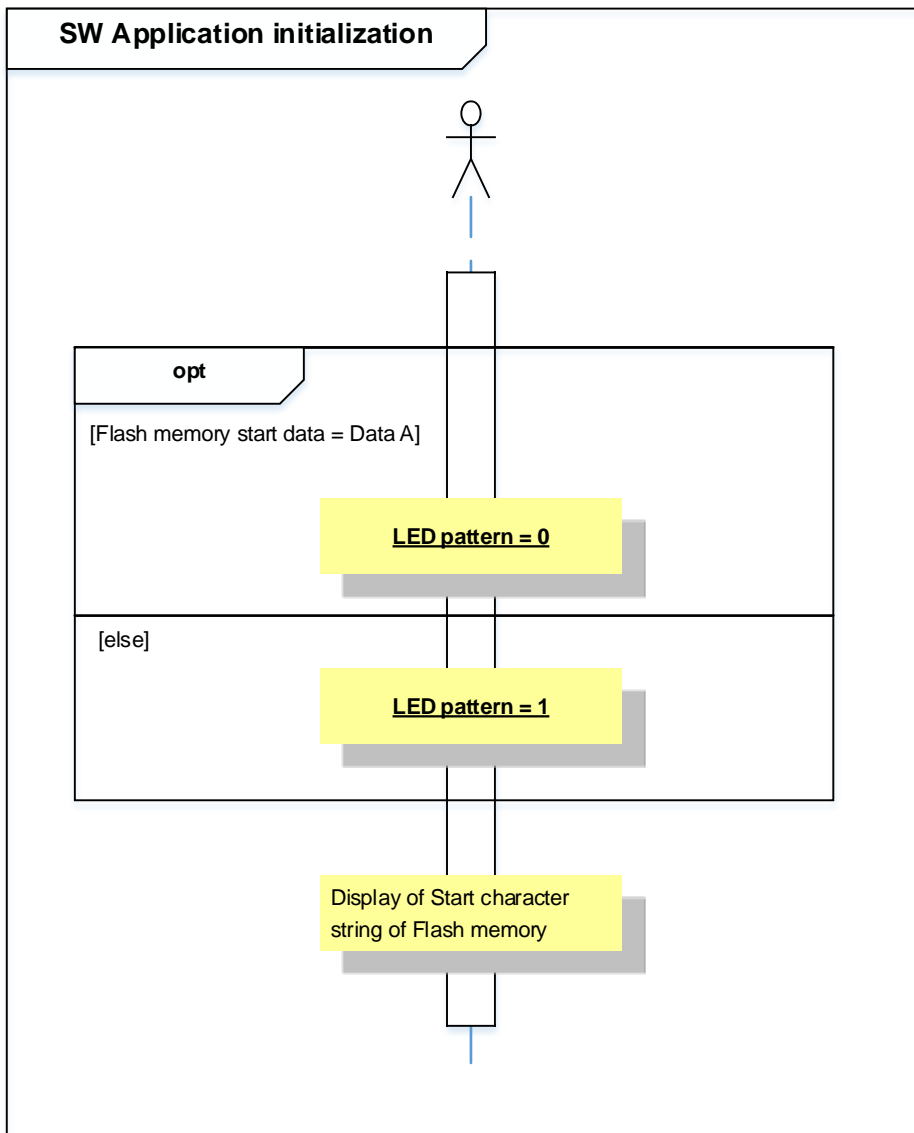 SW Application initialization
opt
[Flash memory start data = Data A]
LED pattern = 0
[else]
LED pattern = 1
Display of Start character
string of Flash memory